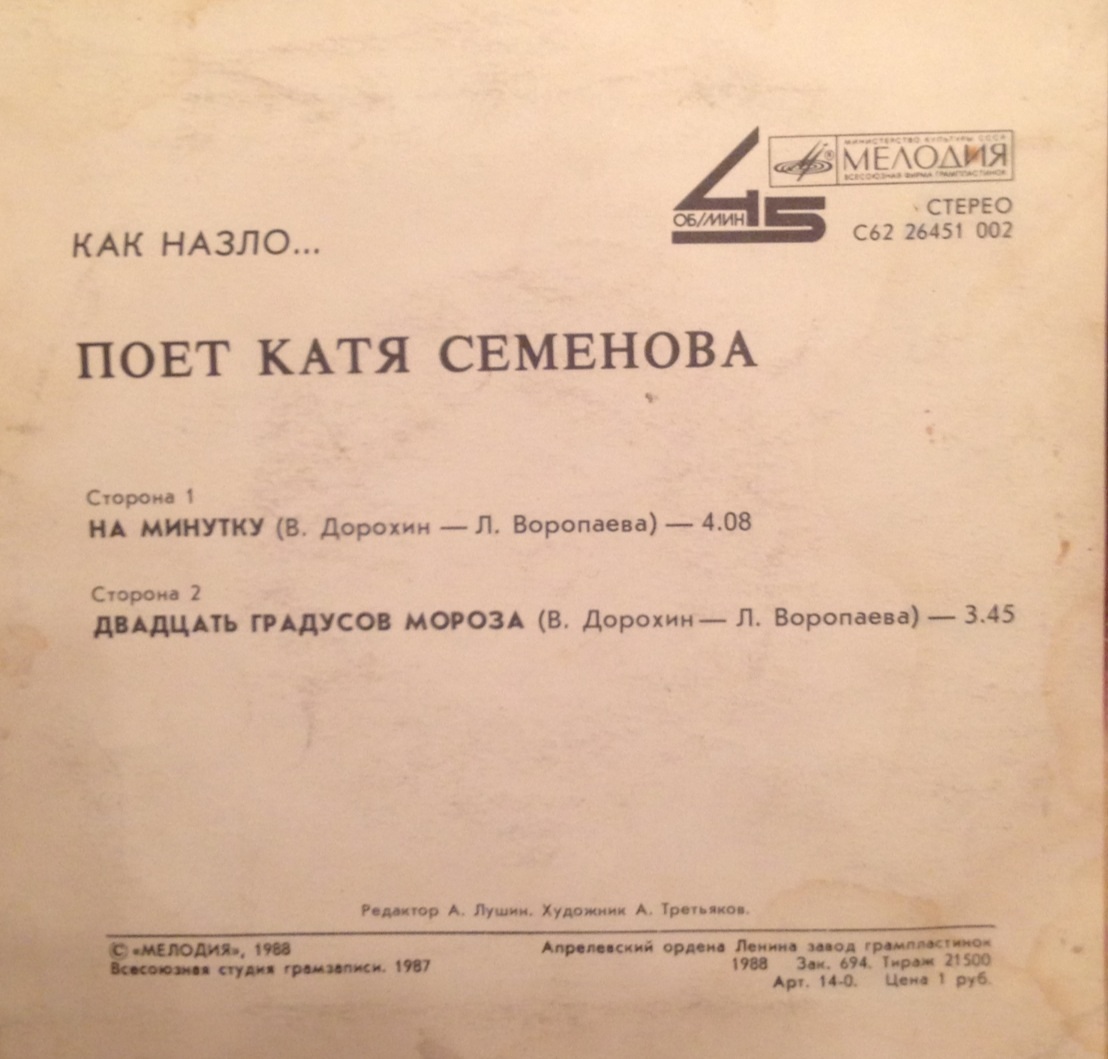 МИНИСТЕРСТВО КУЛЬТУРЫ СССР
МЕЛОДИЯ
ВСЕСОЮЗНАЯ ФИРМА ГРАМПЛАСТИНОК
45 ОБ/МИН
СТЕРЕО
С62 26451 002
КАК НАЗЛО...
ПОЕТ КАТЯ СЕМЕНОВА
Сторона 1
НА МИНУТКУ (В. Дорохин — Л. Воропаева) — 4.08
Сторона 2
ДВАДЦАТЬ ГРАДУСОВ МОРОЗА (В. Дорохин — Л. Воропаева) — 3.45
Редактор А. Лушин. Художник А. Третьяков.
© «МЕЛОДИЯ», 1988
Всесоюзная студия грамзаписи. 1987
Апрелевский ордена Ленина завод грампластинок
1988 Зак. 694. Тираж 21500
Арт. 14-0. Цена 1 руб.